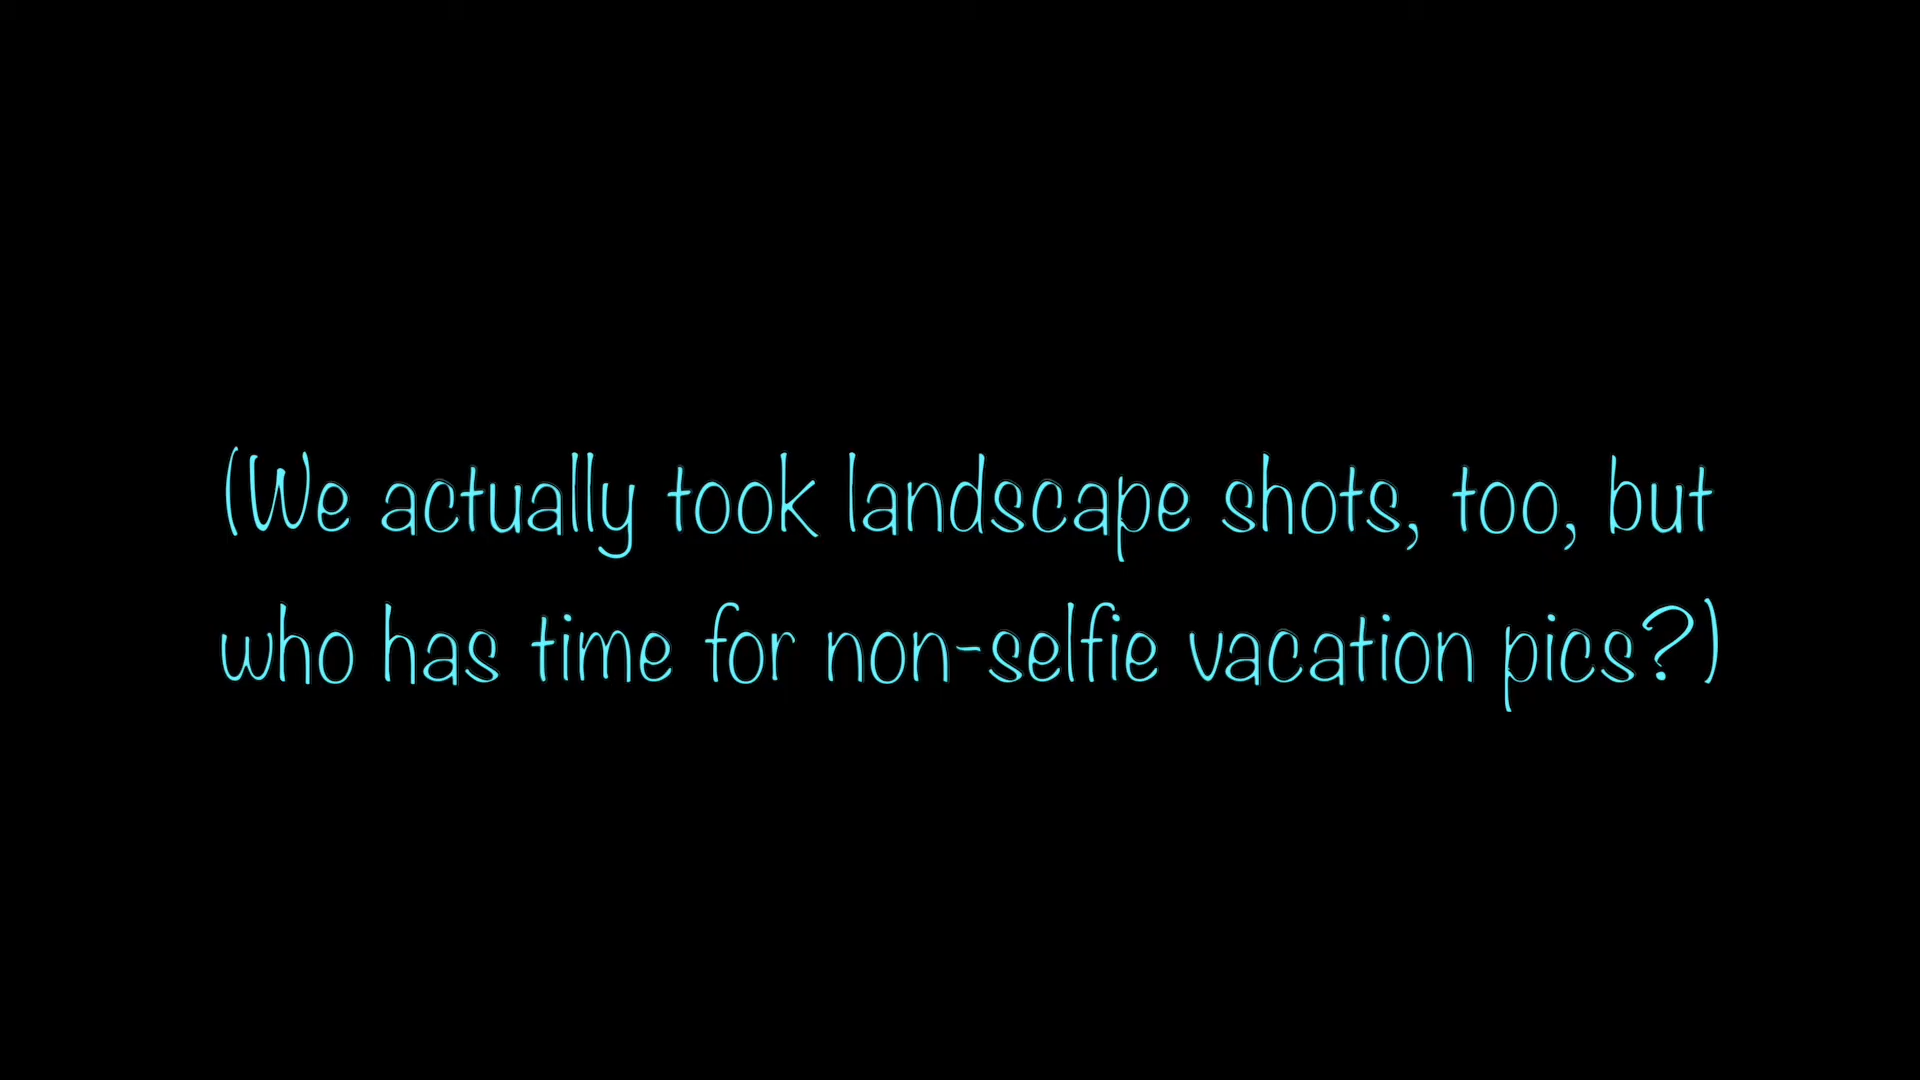 (We actually took landscape shots, too, but
who has time for non-selfie vacation pics?)